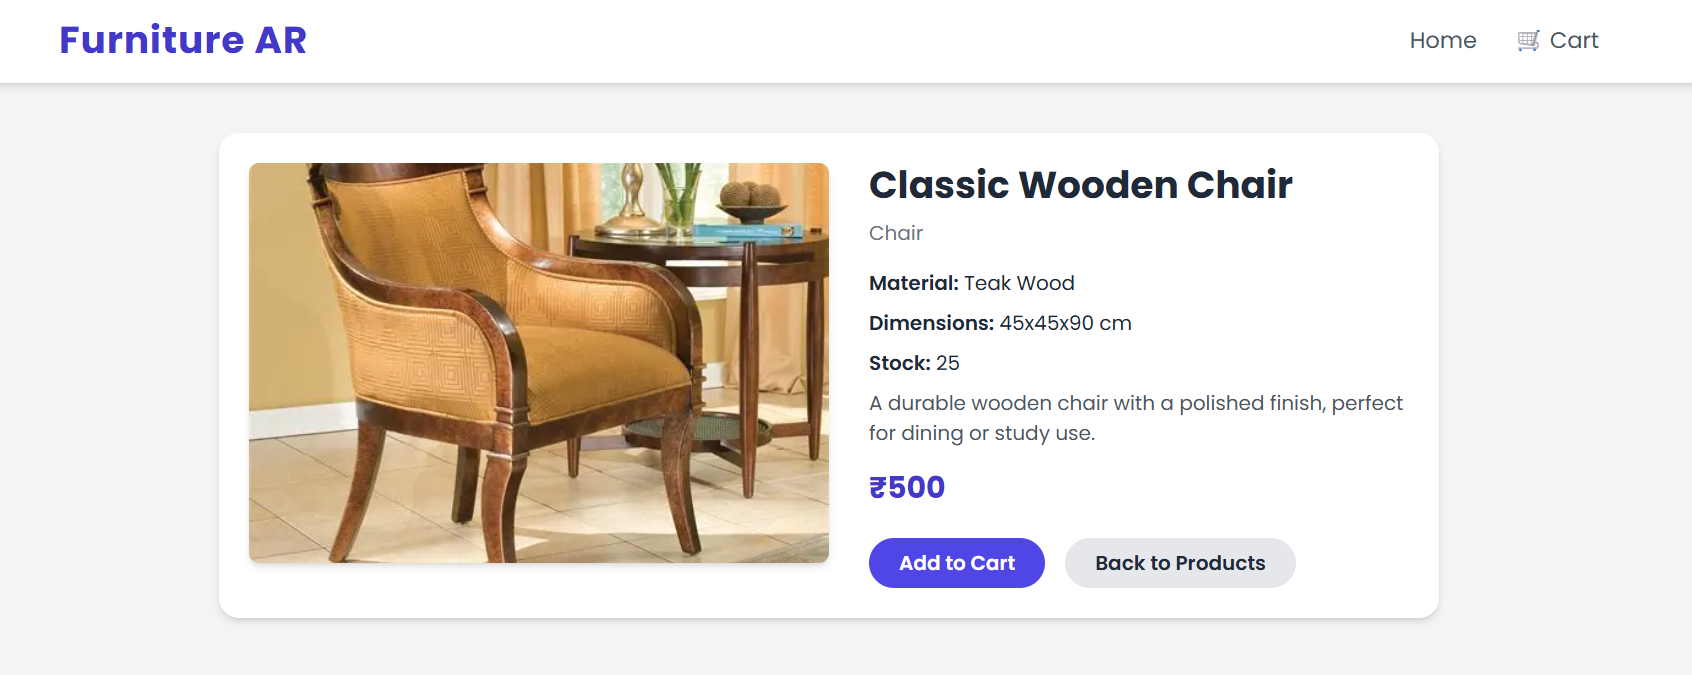 Furniture AR
Home
🛒 Cart
Classic Wooden Chair
Chair
Material: Teak Wood
Dimensions: 45x45x90 cm
Stock: 25
A durable wooden chair with a polished finish, perfect
for dining or study use.
₹500
Add to Cart
Back to Products